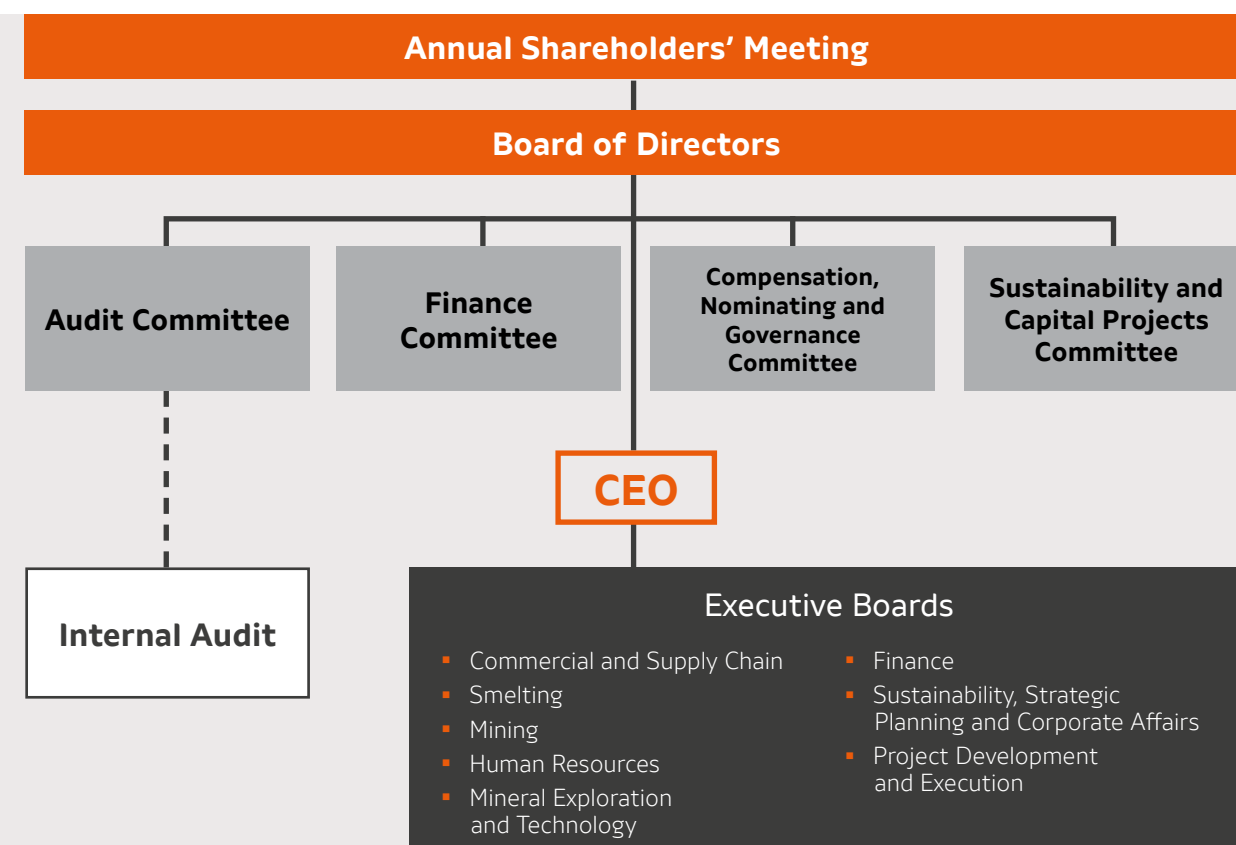 Annual Shareholders’ Meeting
Board of Directors
Audit Committee
Finance
Committee
Compensation,
Nominating and
Governance
Committee
Sustainability and
Capital Projects
Committee
CEO
Internal Audit
Executive Boards
▪ Commercial and Supply Chain
▪ Smelting
▪ Mining
▪ Human Resources
▪ Mineral Exploration
and Technology
▪ Finance
▪ Sustainability, Strategic
Planning and Corporate Affairs
▪ Project Development
and Execution